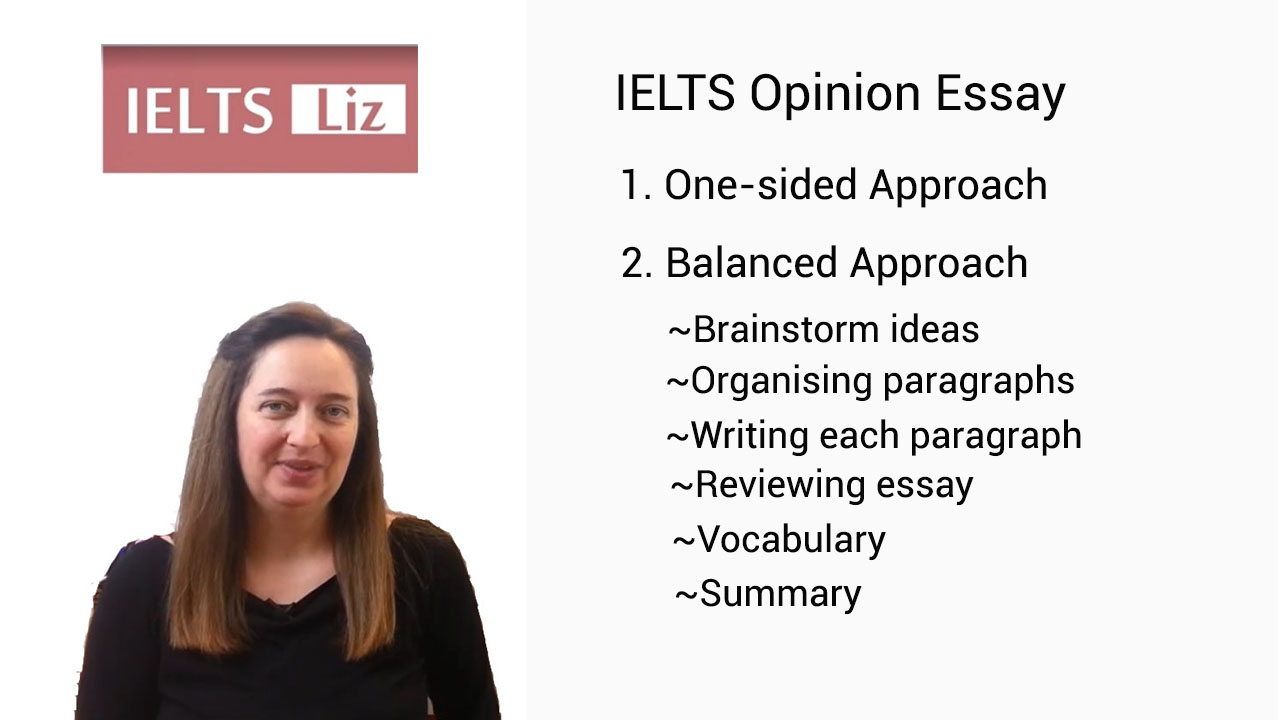 IELTS Liz
IELTS Opinion Essay
1. One-sided Approach
2. Balanced Approach
~Brainstorm ideas
~Organising paragraphs
~Writing each paragraph
~Reviewing essay
~Vocabulary
~Summary